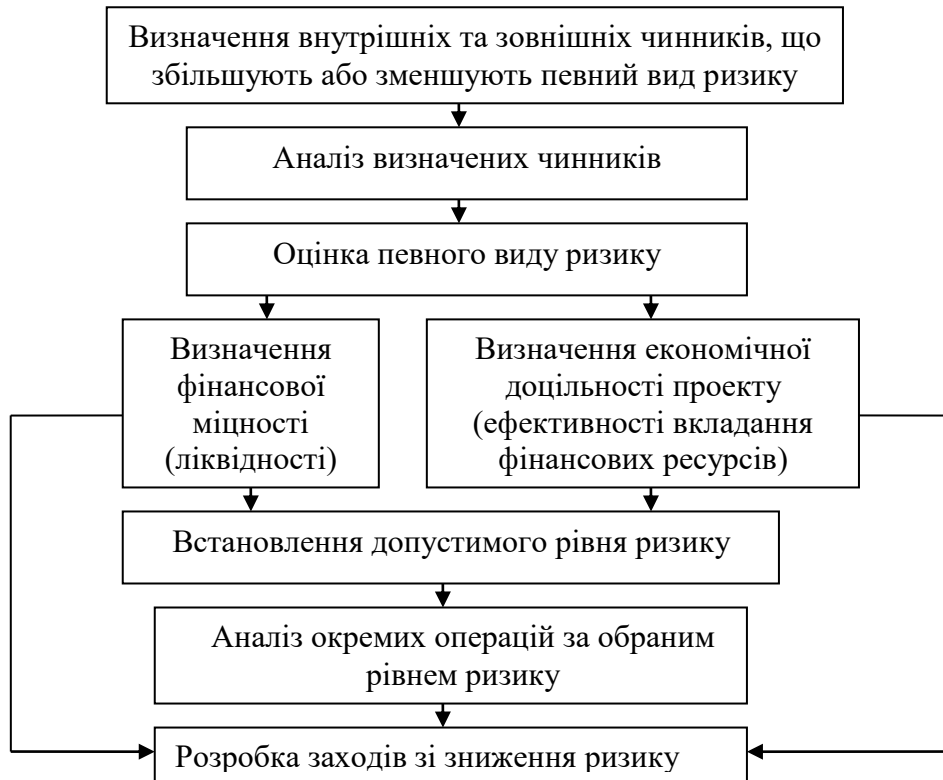 Визначення внутрішніх та зовнішніх чинників, що
збільшують або зменшують певний вид ризику
Аналіз визначених чинників
Оцінка певного виду ризику
Визначення
фінансової
міцності
(ліквідності)
Визначення економічної
доцільності проекту
(ефективності вкладання
фінансових ресурсів)
Встановлення допустимого рівня ризику
Аналіз окремих операцій за обраним
рівнем ризику
Розробка заходів зі зниження ризику